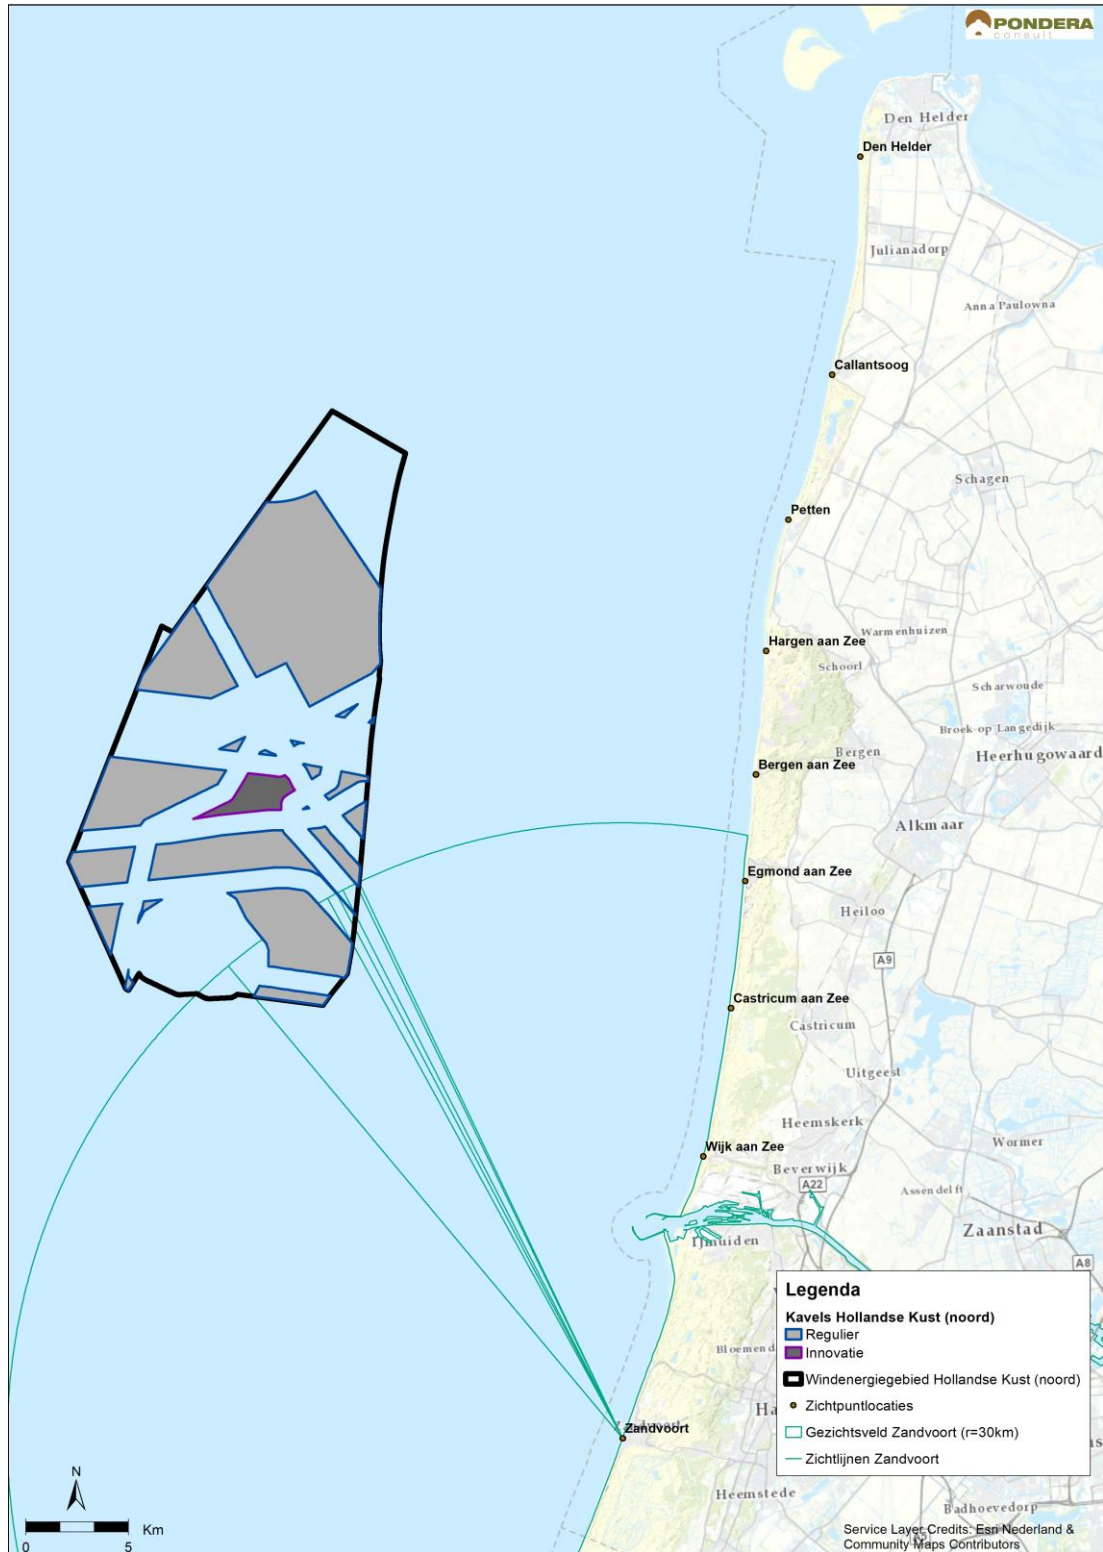 PONDERA
consult
Den Helder
Den Helder
Julianadorp
Anna Paulowna
Callantsoog
Schagen
Petten
Hargen aan Zee
Warmenhuizen
Schoorl
Scharwoude
Broek op Langedijk
Bergen
Heerhugowaard
Bergen aan Zee
Alkmaar
Egmond aan Zee
Heiloo
A9
Castricum aan Zee
Castricum
Uitgeest
Heemskerk
Wijk aan Zee
Wormer
Beverwijk
A22
Assendelft
Zaanstad
IJmuiden
A8
Legenda
Kavels Hollandse Kust (noord)
Regulier
Innovatie
Windenergiegebied Hollandse Kust (noord)
Zichtpuntlocaties
Gezichtsveld Zandvoort (r=30km)
Zichtlijnen Zandvoort
Zandvoort
Zandvoort
N
Heemstede
Badhoevedorp
Km
0 5
Service Layer Credits: Esri Nederland &
Community Maps Contributors